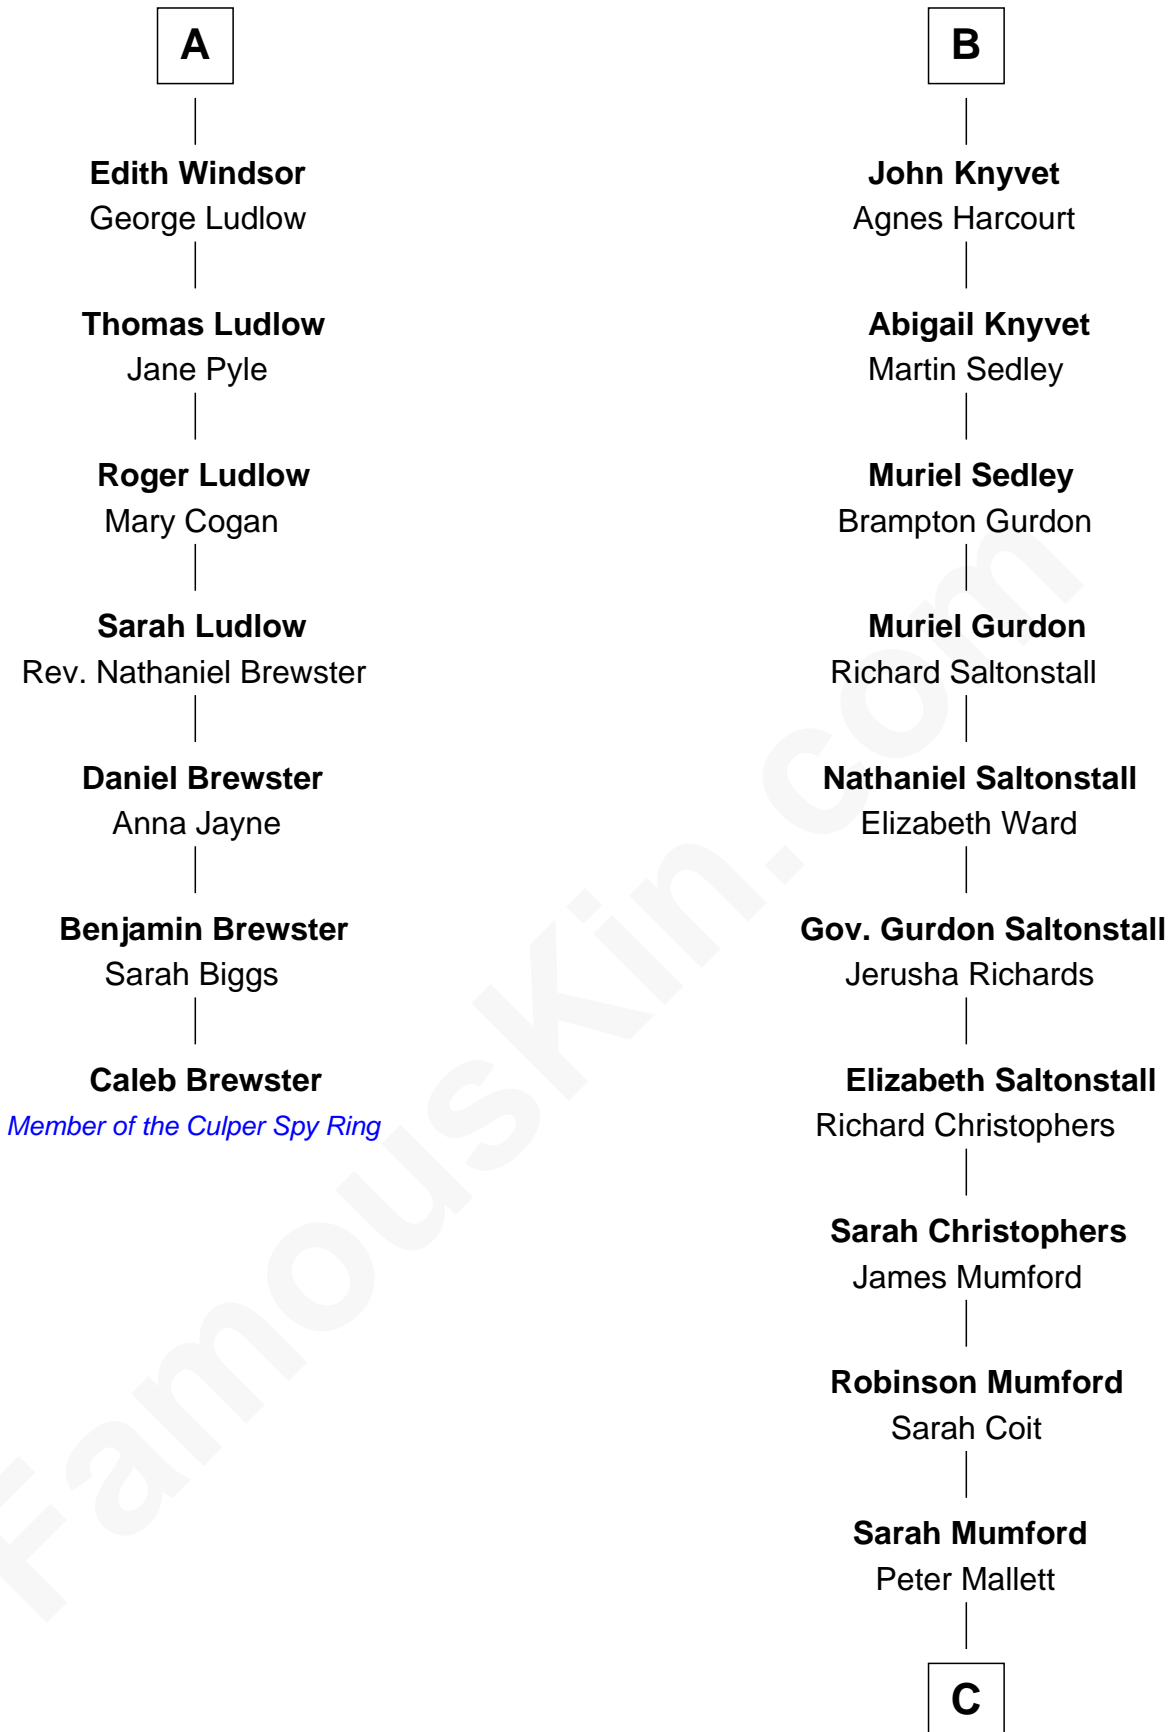 A
Edith Windsor
George Ludlow
Thomas Ludlow
Jane Pyle
Roger Ludlow
Mary Cogan
Sarah Ludlow
Rev. Nathaniel Brewster
Daniel Brewster
Anna Jayne
Benjamin Brewster
Sarah Biggs
Caleb Brewster
Member of the Culper Spy Ring
B
John Knyvet
Agnes Harcourt
Abigail Knyvet
Martin Sedley
Muriel Sedley
Brampton Gurdon
Muriel Gurdon
Richard Saltonstall
Nathaniel Saltonstall
Elizabeth Ward
Gov. Gurdon Saltonstall
Jerusha Richards
Elizabeth Saltonstall
Richard Christophers
Sarah Christophers
James Mumford
Robinson Mumford
Sarah Coit
Sarah Mumford
Peter Mallett
C
FamousKin.com